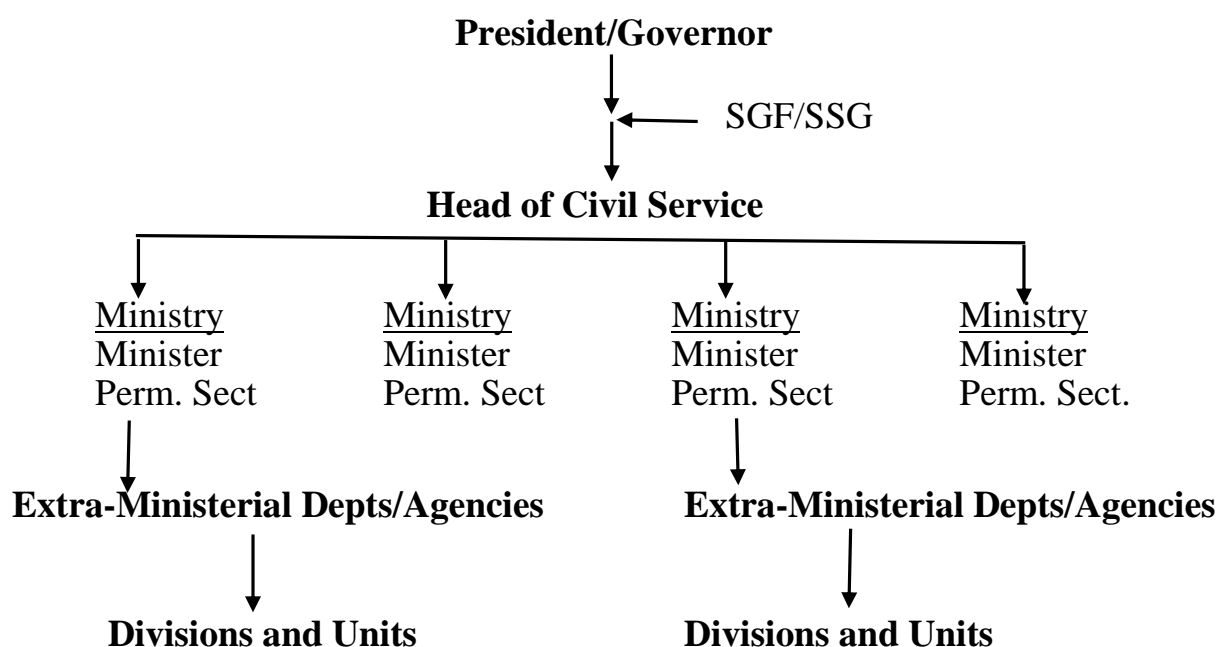 President/Governor
SGF/SSG
Head of Civil Service
Ministry Ministry Ministry Ministry
Minister Minister Minister Minister
Perm. Sect Perm. Sect Perm. Sect Perm. Sect.
Extra-Ministerial Depts/Agencies Extra-Ministerial Depts/Agencies
Divisions and Units Divisions and Units